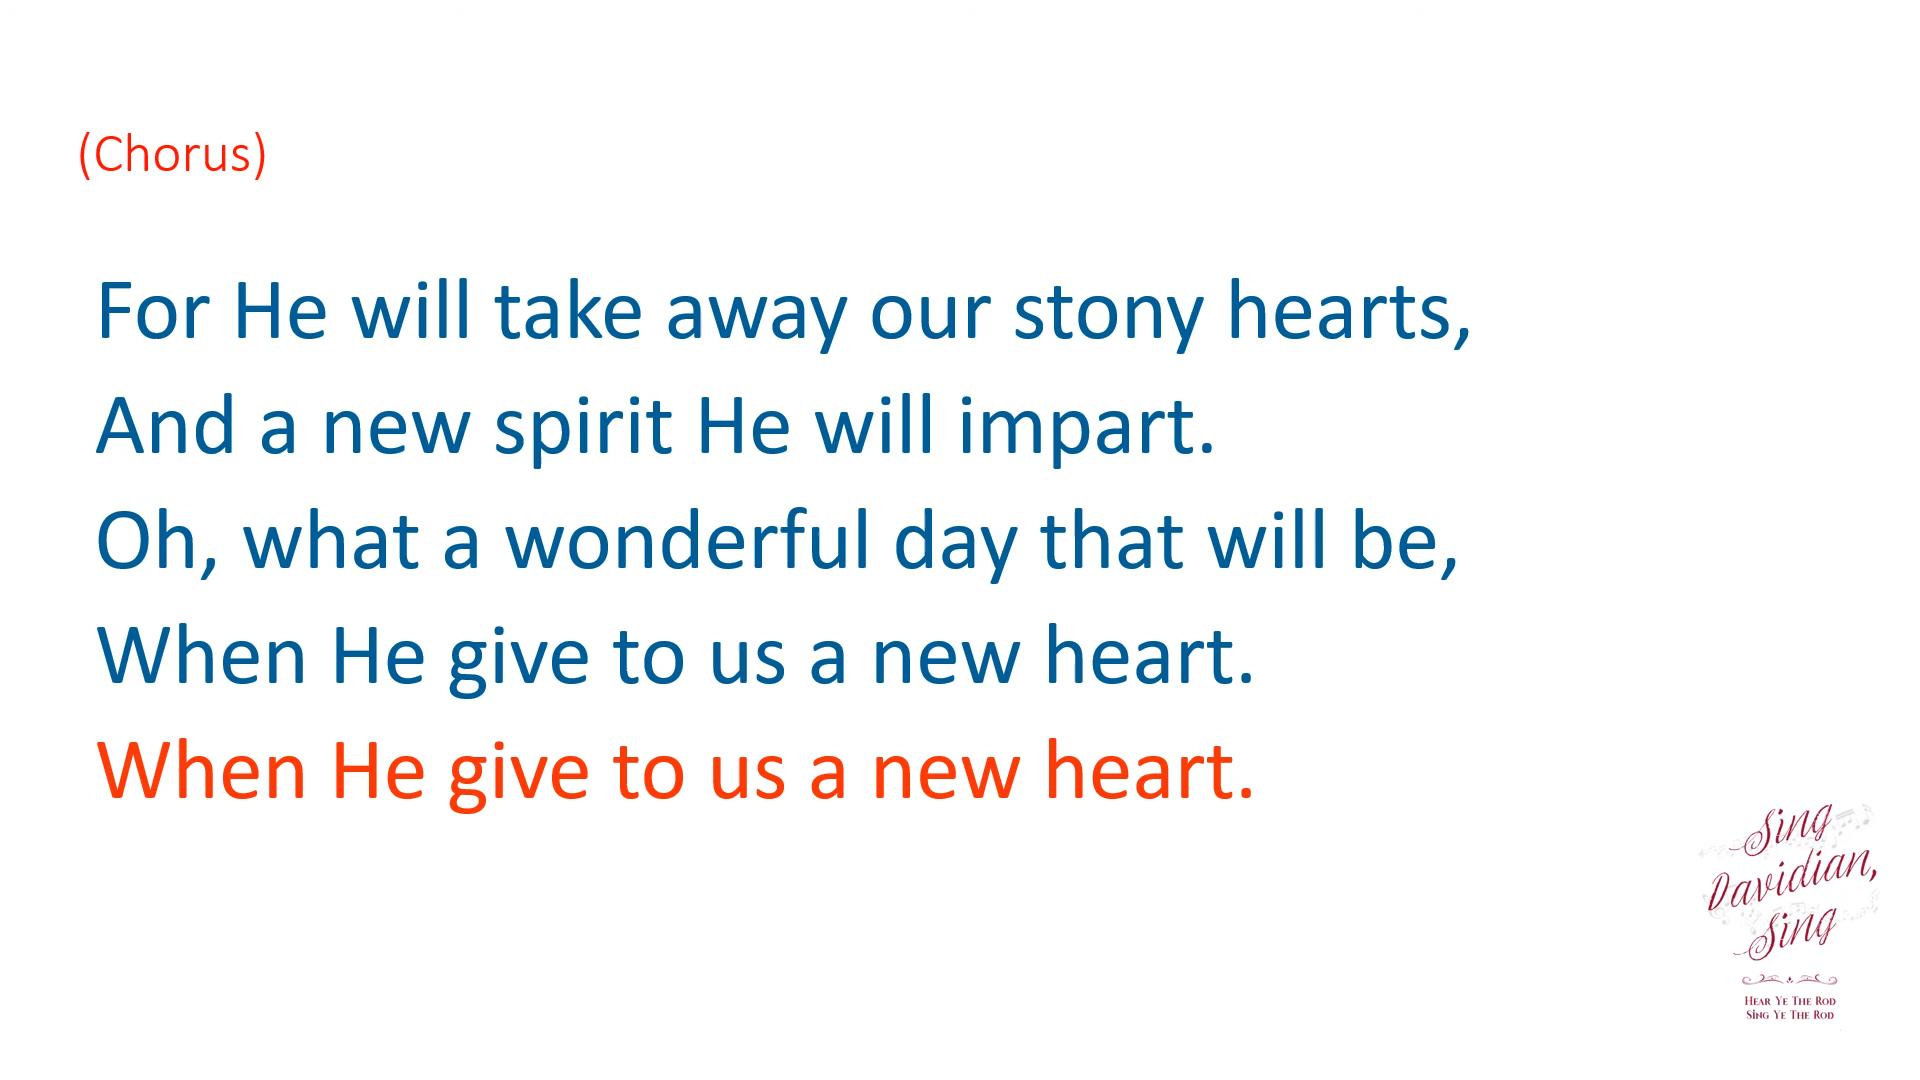 (Chorus)
For He will take away our stony hearts,
And a new spirit He will impart.
Oh, what a wonderful day that will be,
When He give to us a new heart.
When He give to us a new heart.
Sing
Davidian,
Sing
Hear Ye The Rod
Sing Ye The Rod